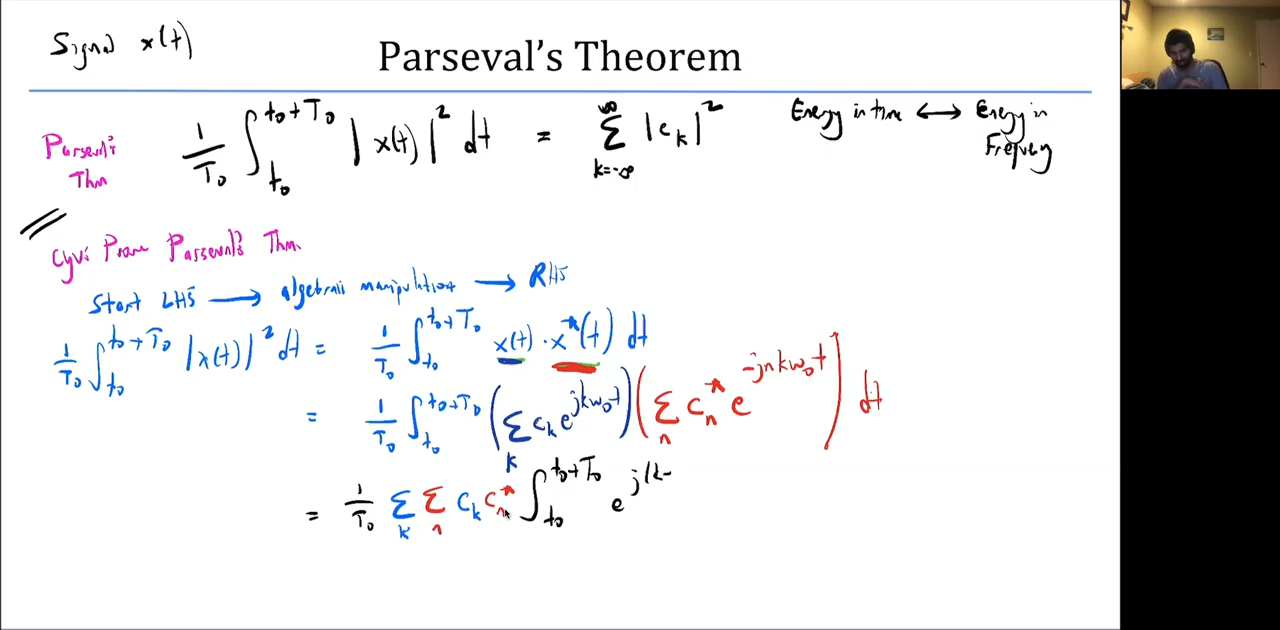 Signal x(t)
Parseval's Theorem
Parseval's Thm
1/T₀ ∫_{t₀}^{t₀+T₀} |x(t)|² dt = Σ_{k=-∞}^{∞} |c_k|²
Energy in time ⟷ Energy in
Frequency
Parseval's Thm.
Start LHS ⟶ algebraic manipulation ⟶ RHS
1/T₀ ∫_{t₀}^{t₀+T₀} |x(t)|² dt = 1/T₀ ∫_{t₀}^{t₀+T₀} x(t) · x*(t) dt
= 1/T₀ ∫_{t₀}^{t₀+T₀} (Σ_k c_k e^{jkω₀t}) (Σ_n c_n* e^{-jnkω₀t}) dt
= 1/T₀ Σ_k Σ_n c_k c_n* ∫_{t₀}^{t₀+T₀} e^{j(k-